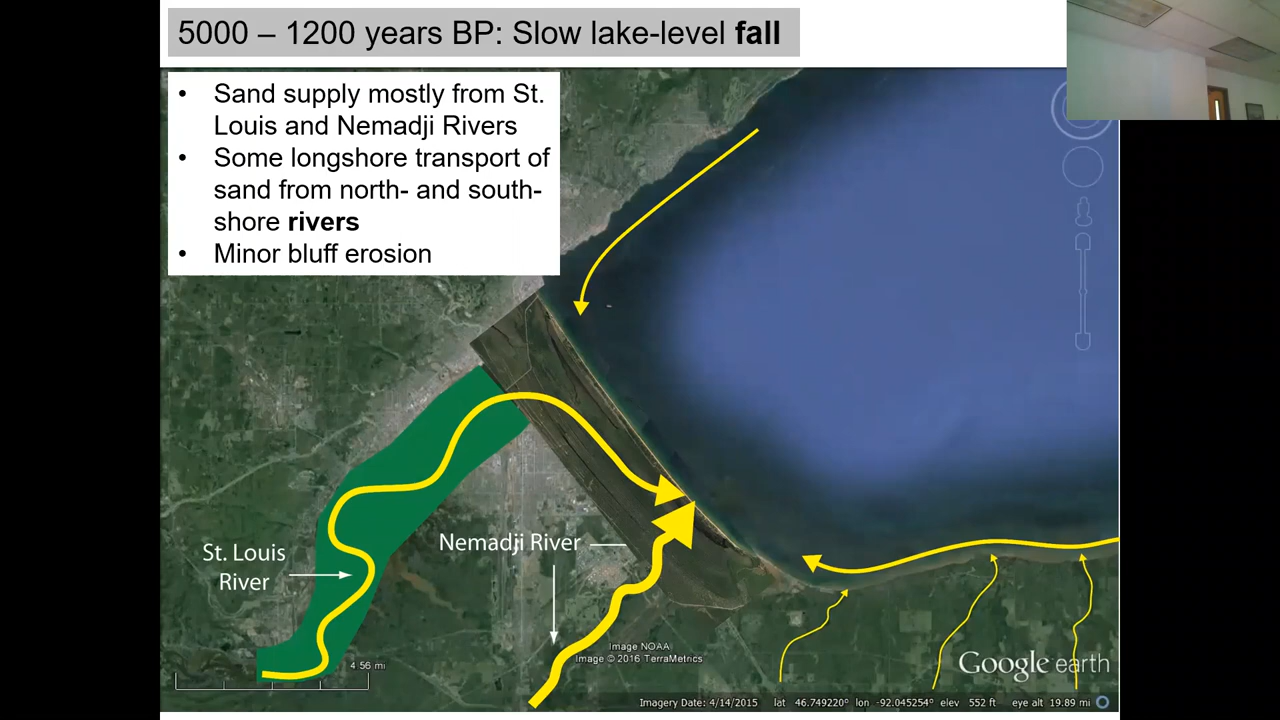 5000 – 1200 years BP: Slow lake-level fall
• Sand supply mostly from St.
Louis and Nemadji Rivers
• Some longshore transport of
sand from north- and south-
shore rivers
• Minor bluff erosion
Nemadji River
St. Louis
River
Image NOAA
Image © 2016 TerraMetrics
4 56 mi
Google earth
Imagery Date: 4/14/2015 lat 46.749220° lon -92.045254° elev 552 ft eye alt 19.89 mi